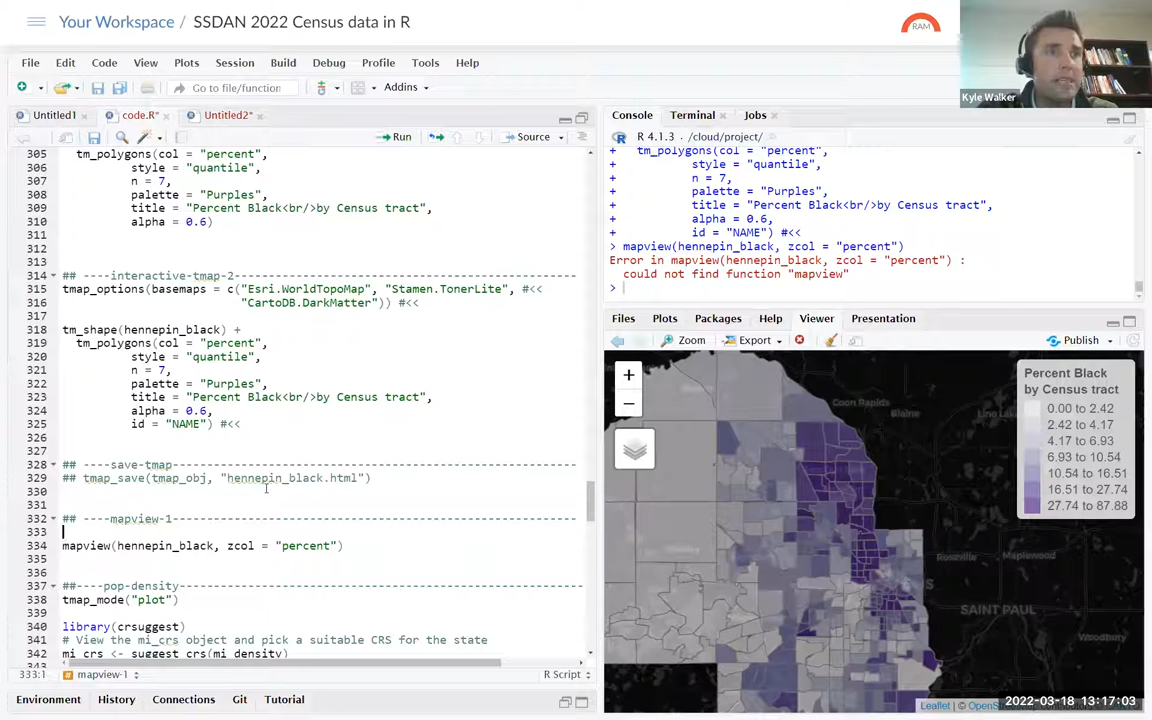 Your Workspace / SSDAN 2022 Census data in R
RAM
Kyle Walker
File Edit Code View Plots Session Build Debug Profile Tools Help
Go to file/function
Addins
Untitled1
code.R*
Untitled2*
Run
Source
305 tm_polygons(col = "percent",
306 style = "quantile",
307 n = 7,
308 palette = "Purples",
309 title = "Percent Black<br/>by Census tract",
310 alpha = 0.6)
311
312
313
314 ## ----interactive-tmap-2----
315 tmap_options(basemaps = c("Esri.WorldTopoMap", "Stamen.TonerLite", #<<
316 "CartoDB.DarkMatter")) #<<
317
318 tm_shape(hennepin_black) +
319 tm_polygons(col = "percent",
320 style = "quantile",
321 n = 7,
322 palette = "Purples",
323 title = "Percent Black<br/>by Census tract",
324 alpha = 0.6,
325 id = "NAME") #<<
326
327
328 ## ----save-tmap----
329 ## tmap_save(tmap_obj, "hennepin_black.html")
330
331
332 ## ----mapview-1----
333
334 mapview(hennepin_black, zcol = "percent")
335
336
337 ##----pop-density----
338 tmap_mode("plot")
339
340 library(crsuggest)
341 # View the mi_crs object and pick a suitable CRS for the state
342 mi_crs <- suggest_crs(mi_density)
343
333:1 mapview-1 R Script
Environment History Connections Git Tutorial
Console Terminal Jobs
R 4.1.3 . /cloud/project/
+ tm_polygons(col = "percent",
+ style = "quantile",
+ n = 7,
+ palette = "Purples",
+ title = "Percent Black<br/>by Census tract",
+ alpha = 0.6,
+ id = "NAME") #<<
> mapview(hennepin_black, zcol = "percent")
Error in mapview(hennepin_black, zcol = "percent") :
could not find function "mapview"
>
Files Plots Packages Help Viewer Presentation
Zoom Export Publish
+
−
Percent Black
by Census tract
0.00 to 2.42
2.42 to 4.17
4.17 to 6.93
6.93 to 10.54
10.54 to 16.51
16.51 to 27.74
27.74 to 87.88
Coon Rapids
Blaine
Lino
Roseville
Maplewood
SAINT PAUL
Woodbury
Leaflet | ©
2022-03-18 13:17:03